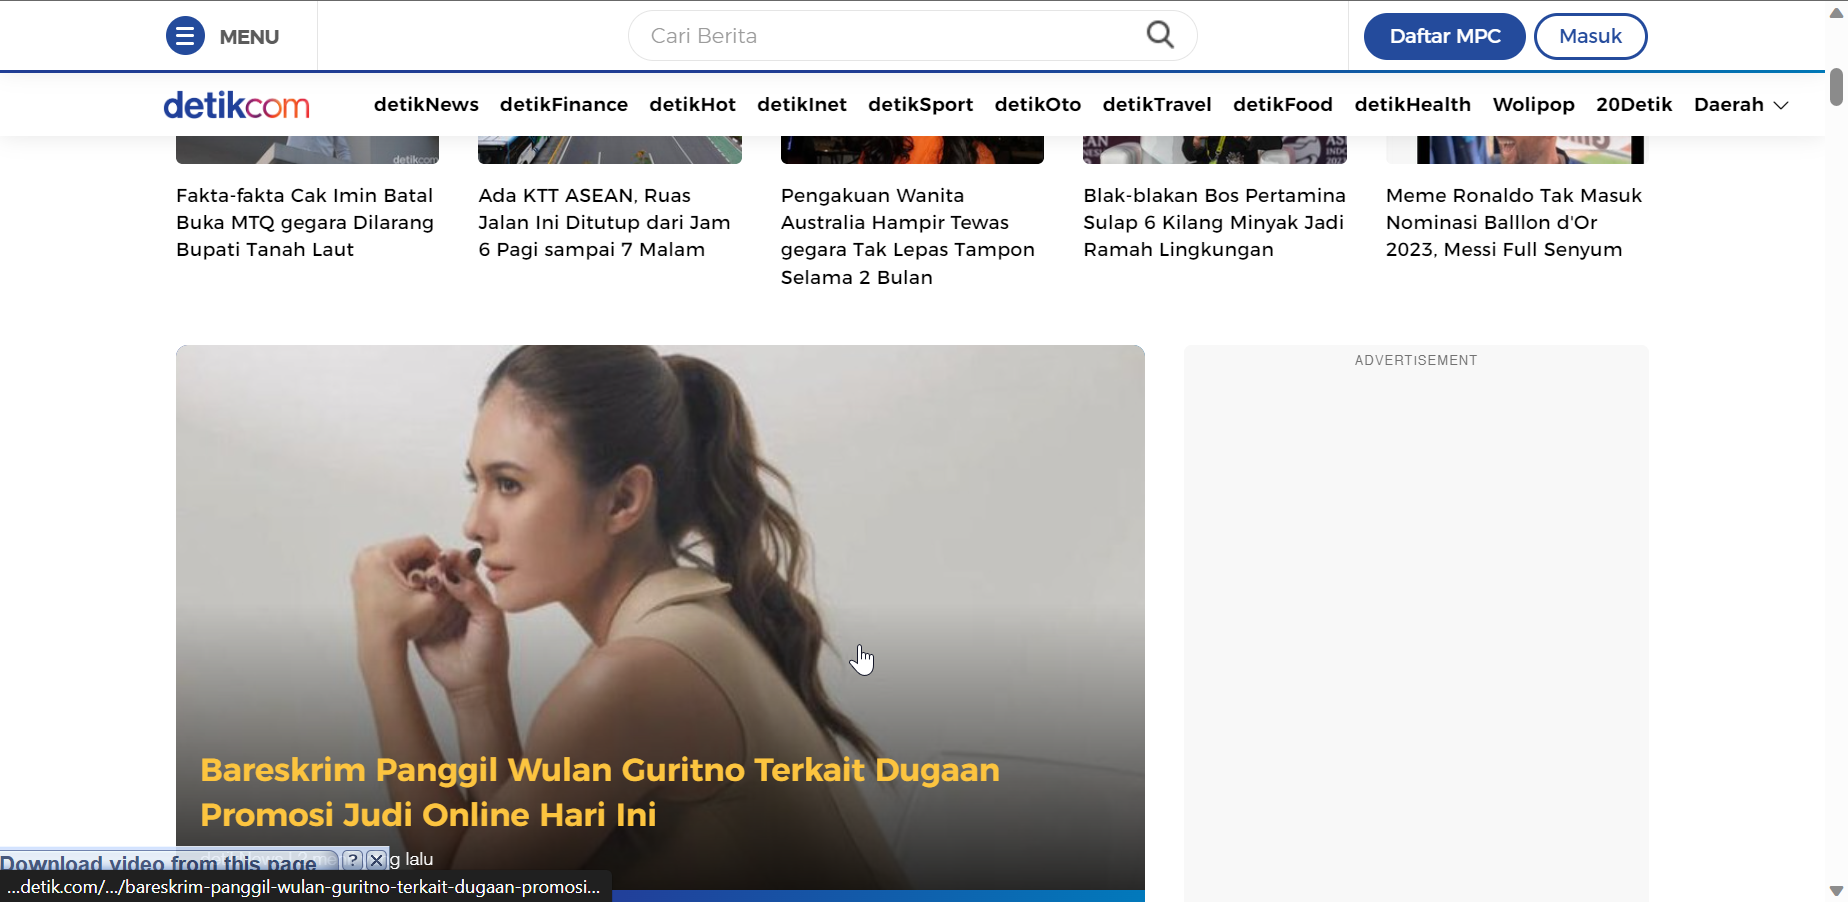 MENU
Cari Berita
Daftar MPC
Masuk
detikcom
detikNews detikFinance detikHot detikInet detikSport detikOto detikTravel detikFood detikHealth Wolipop 20Detik Daerah
detikcom
Fakta-fakta Cak Imin Batal
Buka MTQ gegara Dilarang
Bupati Tanah Laut
Ada KTT ASEAN, Ruas
Jalan Ini Ditutup dari Jam
6 Pagi sampai 7 Malam
Pengakuan Wanita
Australia Hampir Tewas
gegara Tak Lepas Tampon
Selama 2 Bulan
Blak-blakan Bos Pertamina
Sulap 6 Kilang Minyak Jadi
Ramah Lingkungan
Meme Ronaldo Tak Masuk
Nominasi Balllon d'Or
2023, Messi Full Senyum
ADVERTISEMENT
Bareskrim Panggil Wulan Guritno Terkait Dugaan
Promosi Judi Online Hari Ini
g lalu
Download video from this page ?
...detik.com/.../bareskrim-panggil-wulan-guritno-terkait-dugaan-promosi...